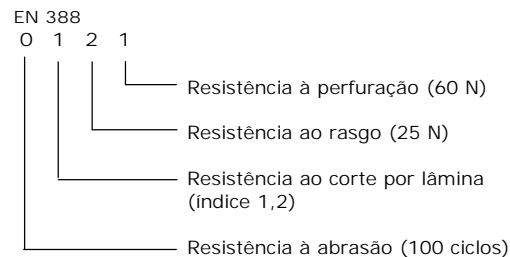 EN 388
0 1 2 1
Resistência à perfuração (60 N)
Resistência ao rasgo (25 N)
Resistência ao corte por lâmina
(índice 1,2)
Resistência à abrasão (100 ciclos)